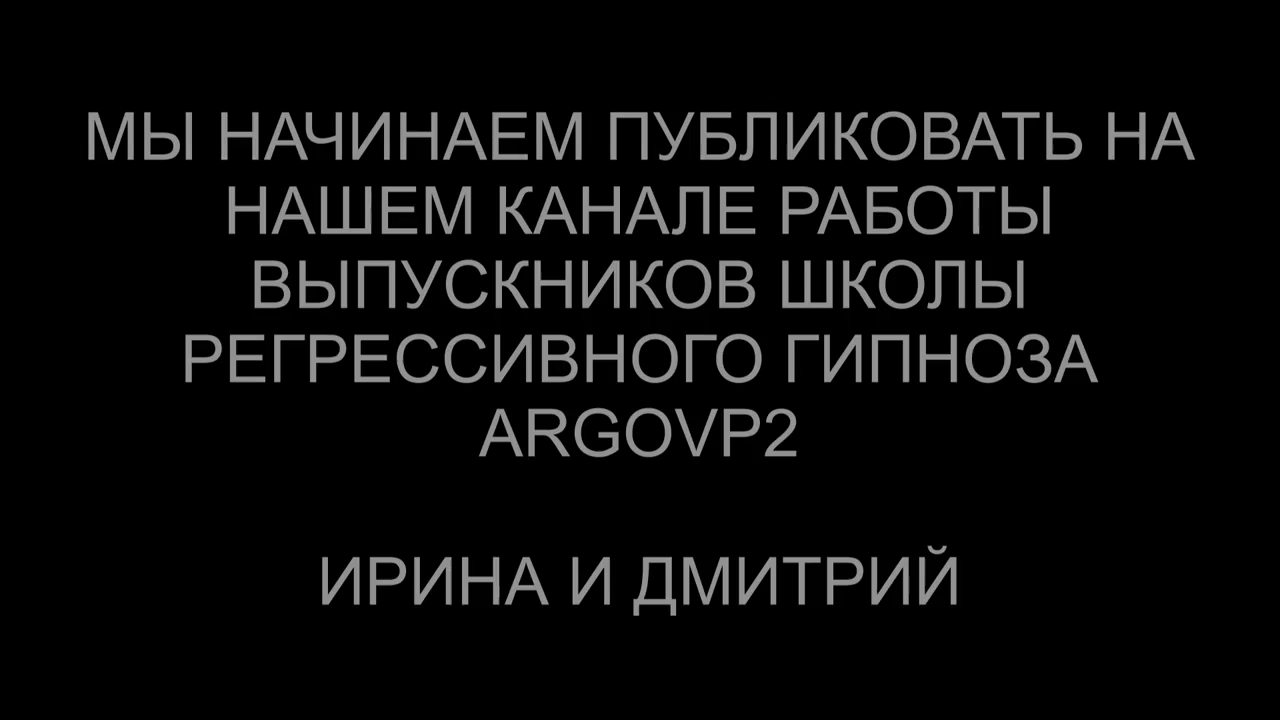 МЫ НАЧИНАЕМ ПУБЛИКОВАТЬ НА
НАШЕМ КАНАЛЕ РАБОТЫ
ВЫПУСКНИКОВ ШКОЛЫ
РЕГРЕССИВНОГО ГИПНОЗА
ARGOVP2
ИРИНА И ДМИТРИЙ